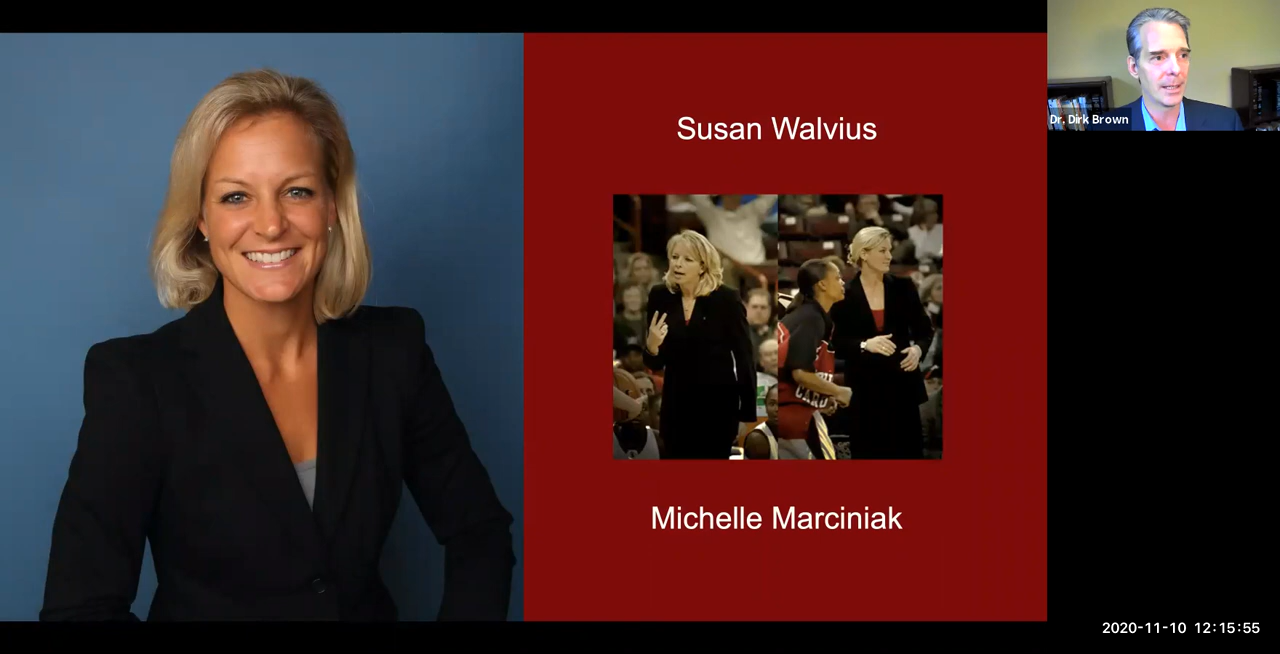 Susan Walvius
Dr. Dirk Brown
Michelle Marciniak
2020-11-10 12:15:55